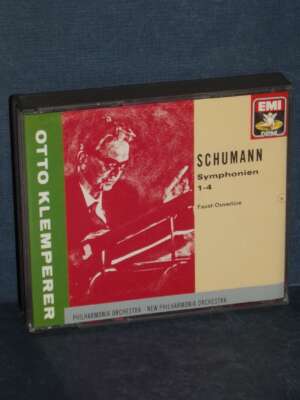 OTTO KLEMPERER
EMI
SCHUMANN
Symphonien
1-4
Faust-Ouvertüre
PHILHARMONIA ORCHESTRA · NEW PHILHARMONIA ORCHESTRA